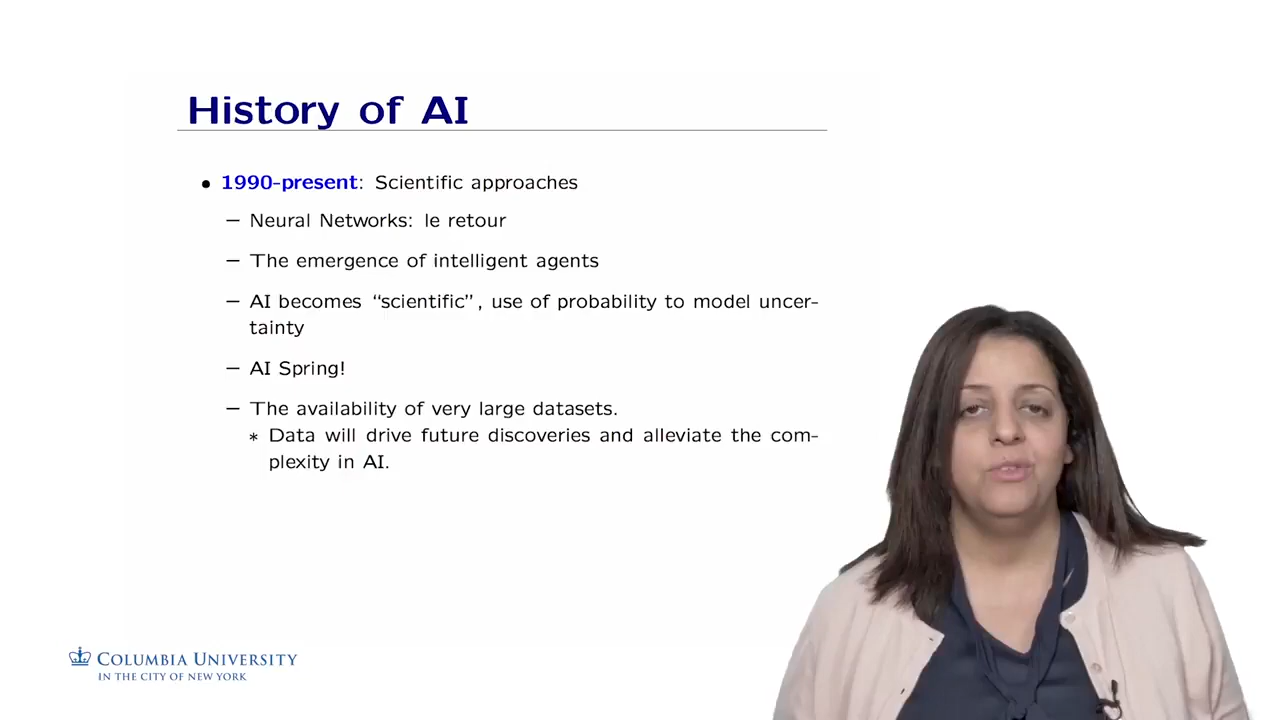 History of AI
• 1990-present: Scientific approaches
– Neural Networks: le retour
– The emergence of intelligent agents
– AI becomes “scientific”, use of probability to model uncer-
tainty
– AI Spring!
– The availability of very large datasets.
∗ Data will drive future discoveries and alleviate the com-
plexity in AI.
COLUMBIA UNIVERSITY
IN THE CITY OF NEW YORK